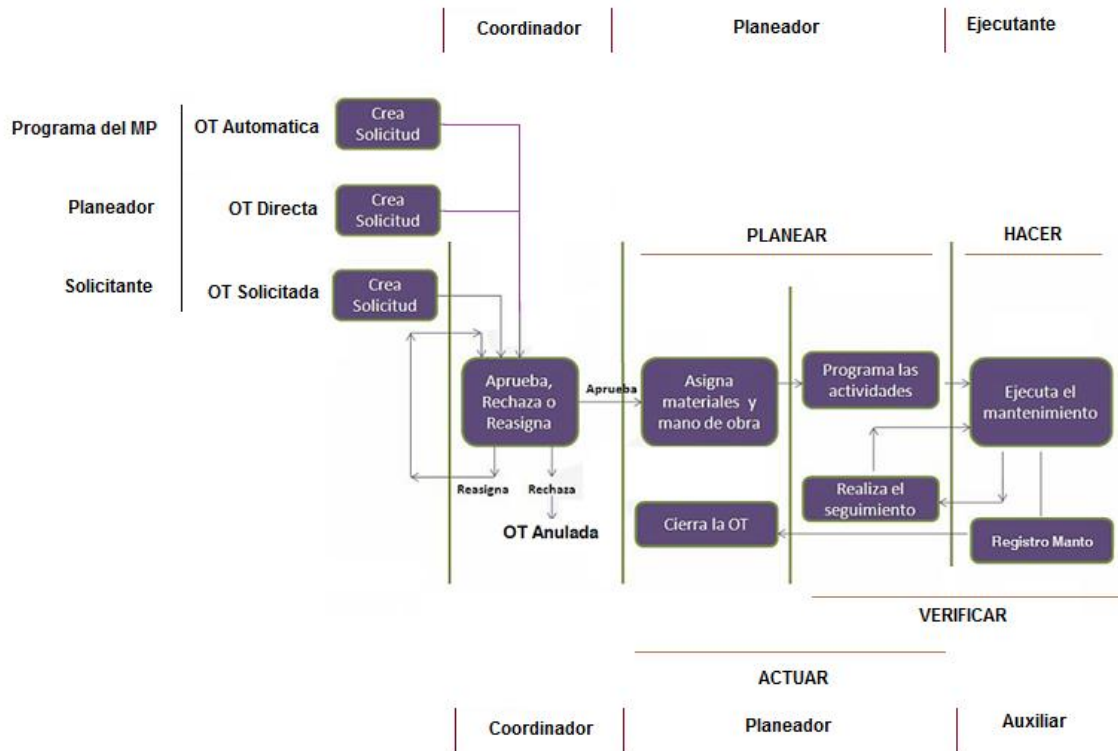 Coordinador
Planeador
Ejecutante
Programa del MP
OT Automatica
Crea
Solicitud
Planeador
OT Directa
Crea
Solicitud
PLANEAR
HACER
Solicitante
OT Solicitada
Crea
Solicitud
Aprueba,
Rechaza o
Reasigna
Aprueba
Asigna
materiales y
mano de obra
Programa las
actividades
Ejecuta el
mantenimiento
Reasigna
Rechaza
OT Anulada
Realiza el
seguimiento
Cierra la OT
Registro Manto
VERIFICAR
ACTUAR
Coordinador
Planeador
Auxiliar